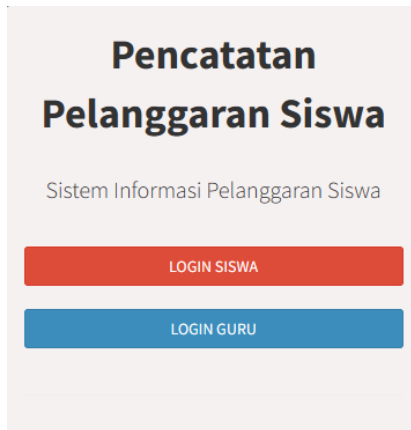 Pencatatan
Pelanggaran Siswa
Sistem Informasi Pelanggaran Siswa
LOGIN SISWA
LOGIN GURU